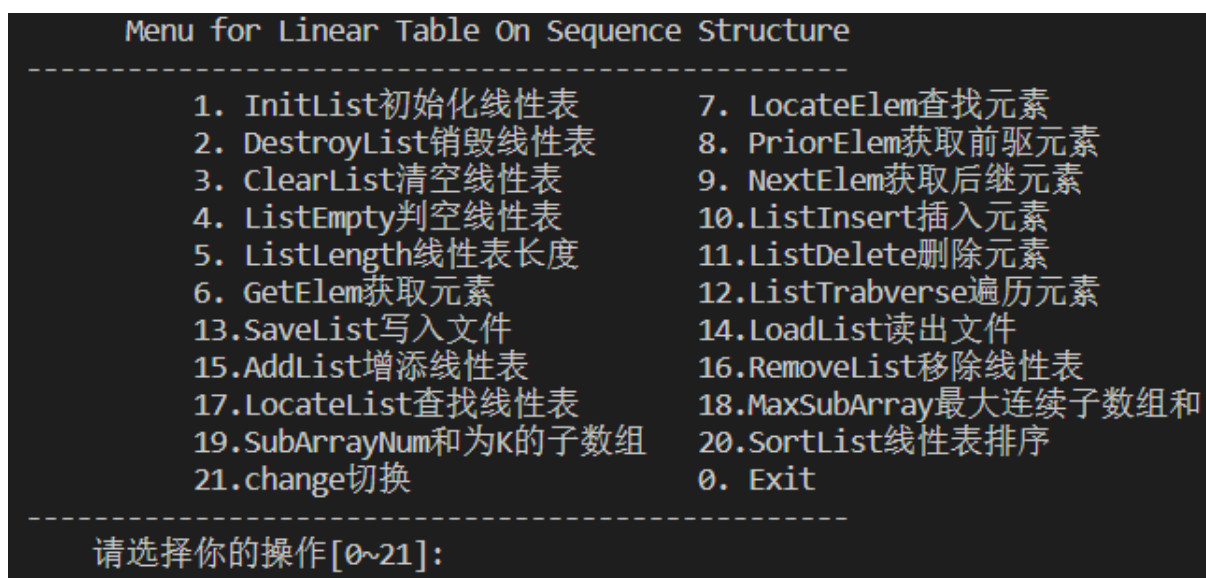 Menu for Linear Table On Sequence Structure
--------------------------------------------------
1. InitList初始化线性表 7. LocateElem查找元素
2. DestroyList销毁线性表 8. PriorElem获取前驱元素
3. ClearList清空线性表 9. NextElem获取后继元素
4. ListEmpty判空线性表 10.ListInsert插入元素
5. ListLength线性表长度 11.ListDelete删除元素
6. GetElem获取元素 12.ListTrabverse遍历元素
13.SaveList写入文件 14.LoadList读出文件
15.AddList增添线性表 16.RemoveList移除线性表
17.LocateList查找线性表 18.MaxSubArray最大连续子数组和
19.SubArrayNum和为K的子数组 20.SortList线性表排序
21.change切换 0. Exit
--------------------------------------------------
请选择你的操作[0~21]: